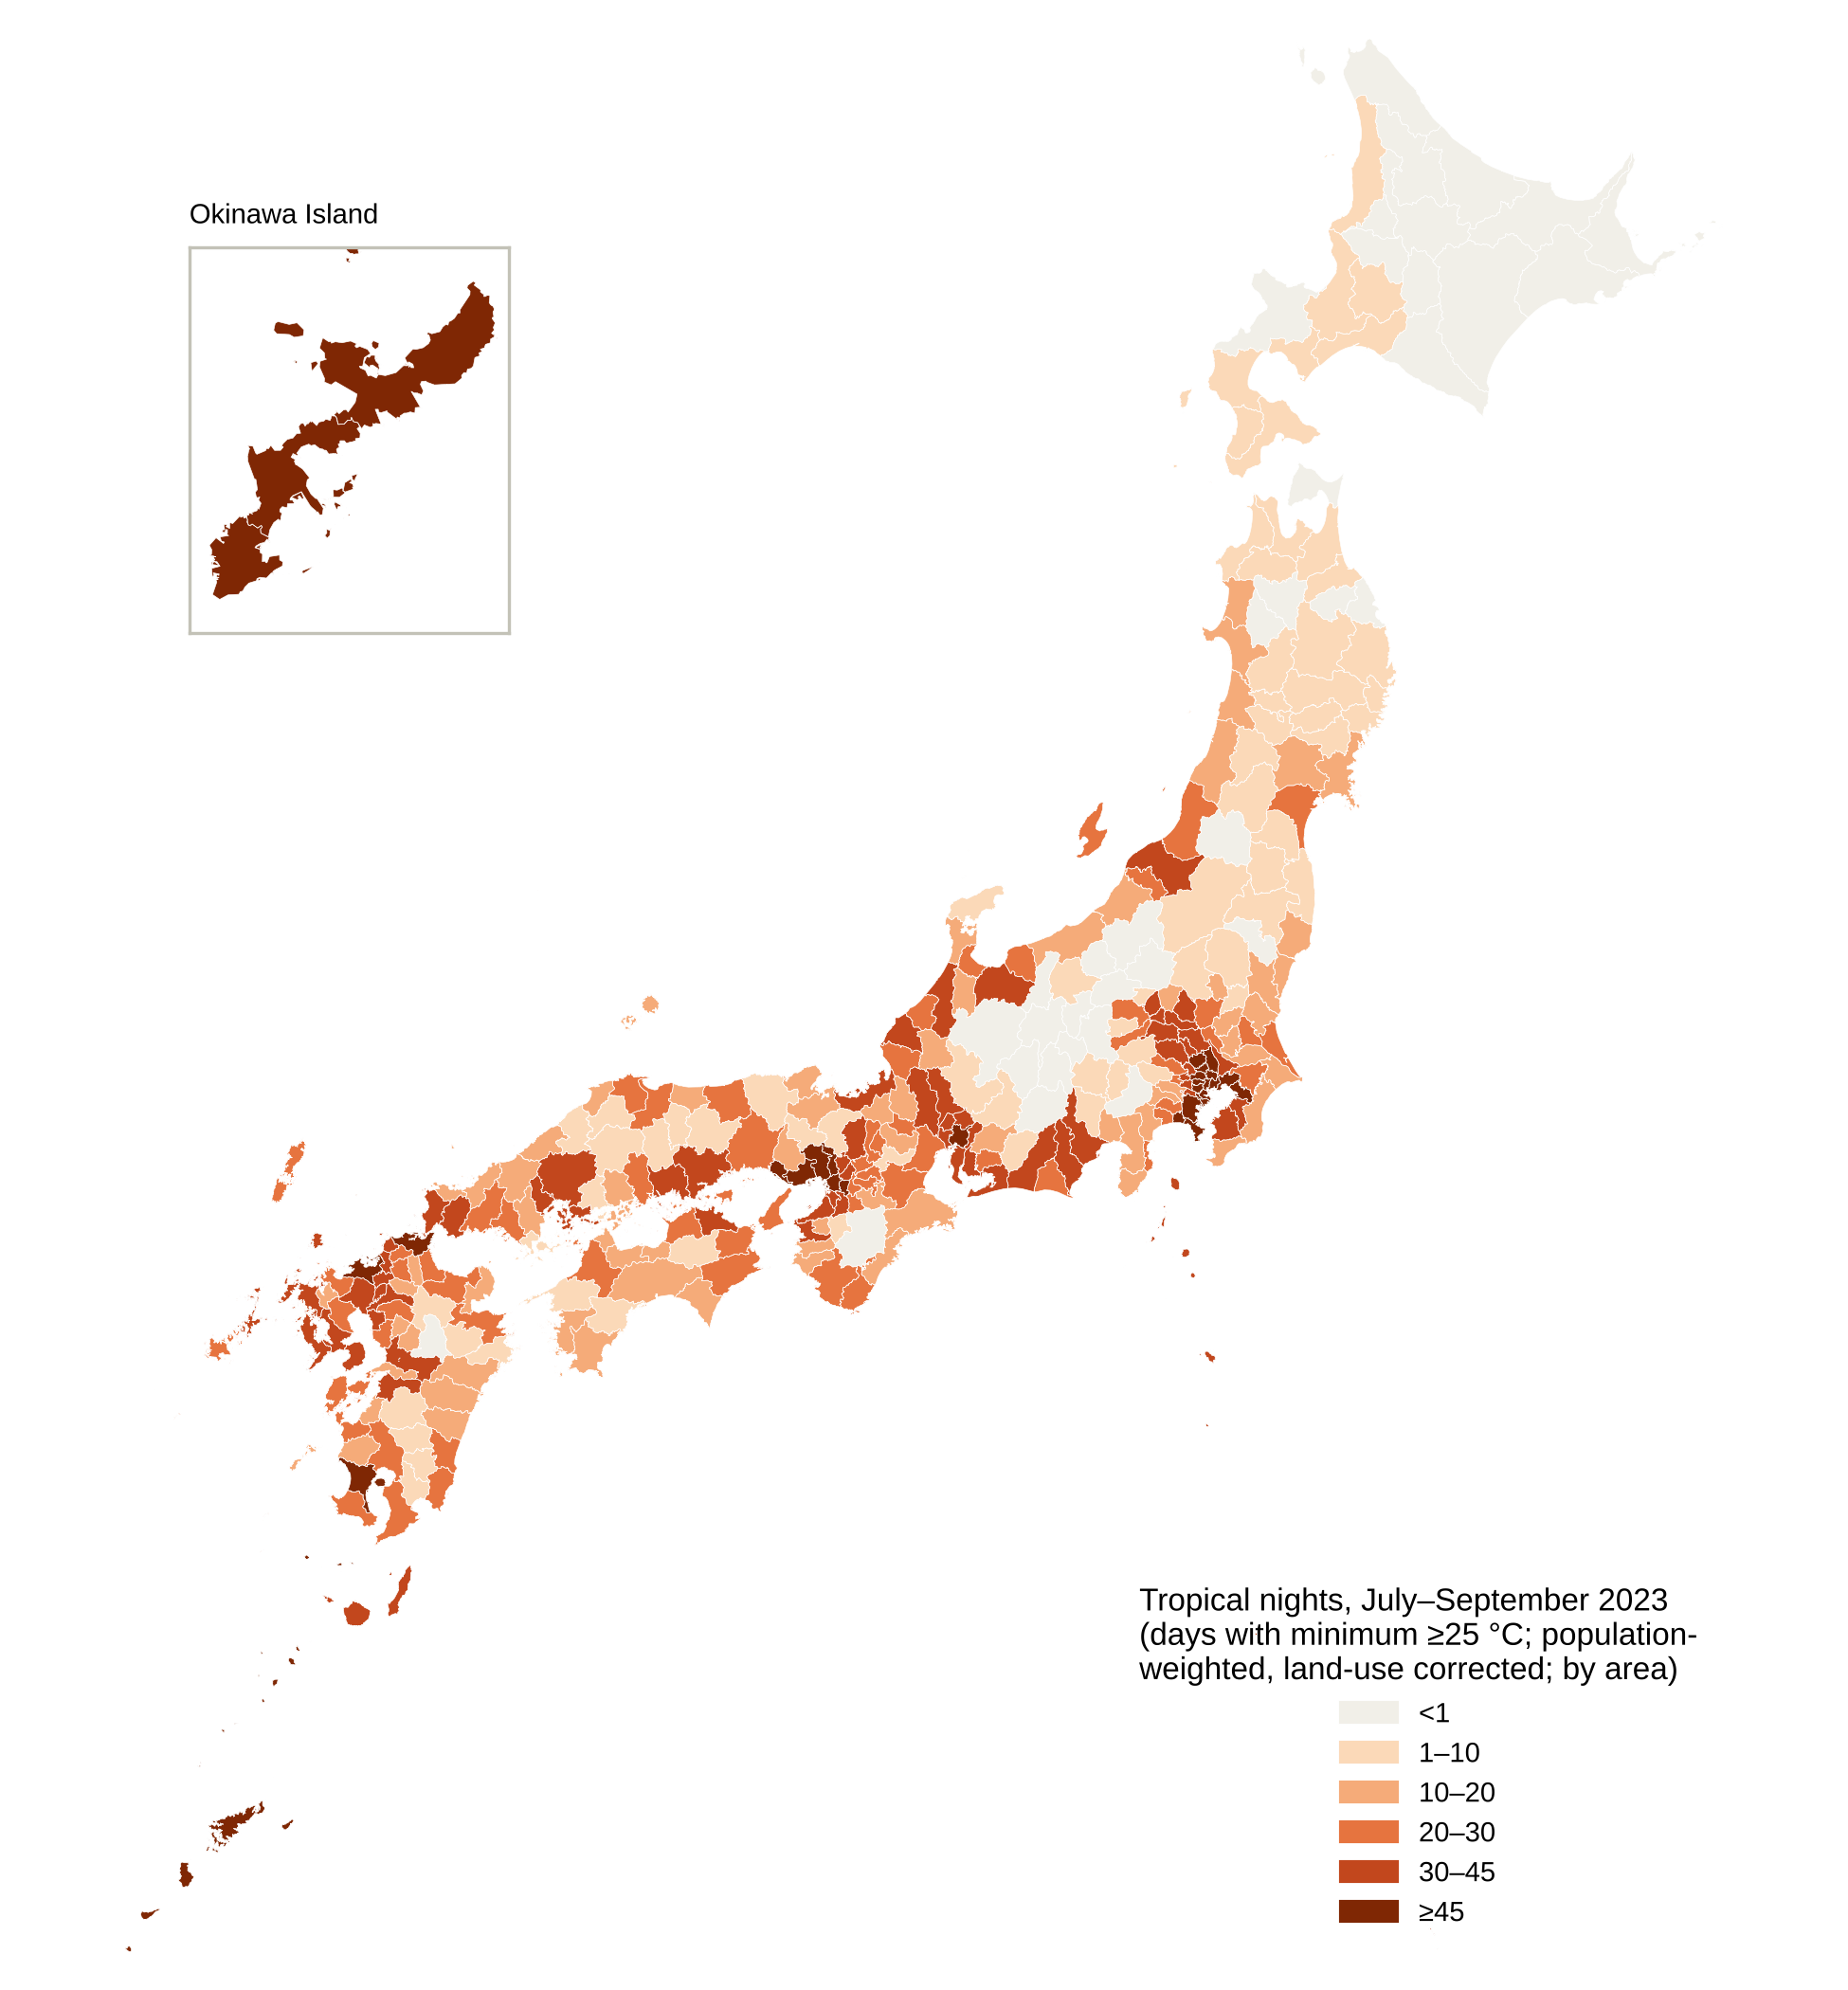 Okinawa Island
Tropical nights, July–September 2023
(days with minimum ≥25 °C; population-
weighted, land-use corrected; by area)
<1
1–10
10–20
20–30
30–45
≥45